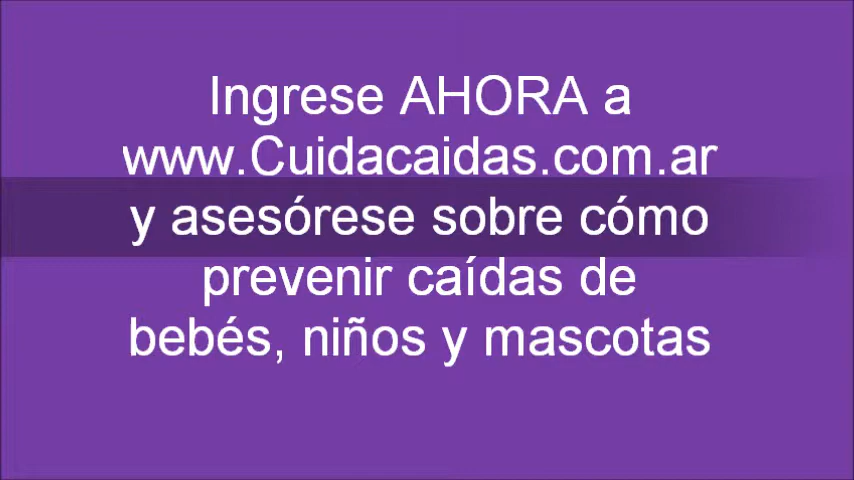 Ingrese AHORA a
www.Cuidacaidas.com.ar
y asesórese sobre cómo
prevenir caídas de
bebés, niños y mascotas